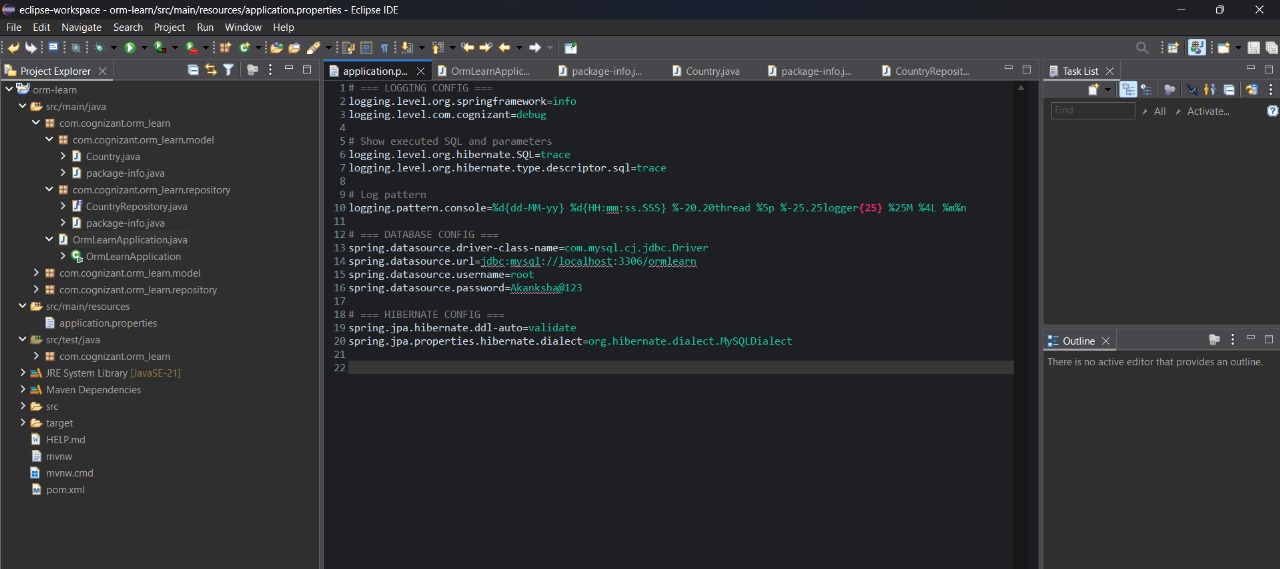 eclipse-workspace - orm-learn/src/main/resources/application.properties - Eclipse IDE
File Edit Navigate Search Project Run Window Help
Project Explorer
orm-learn
src/main/java
com.cognizant.orm_learn
com.cognizant.orm_learn.model
Country.java
package-info.java
com.cognizant.orm_learn.repository
CountryRepository.java
package-info.java
OrmLearnApplication.java
OrmLearnApplication
com.cognizant.orm_learn.model
com.cognizant.orm_learn.repository
src/main/resources
application.properties
src/test/java
com.cognizant.orm_learn
JRE System Library [JavaSE-21]
Maven Dependencies
src
target
HELP.md
mvnw
mvnw.cmd
pom.xml
application.p... OrmLearnApplic... package-info.j... Country.java package-info.j... CountryReposit...
1 # === LOGGING CONFIG ===
2 logging.level.org.springframework=info
3 logging.level.com.cognizant=debug
4
5 # Show executed SQL and parameters
6 logging.level.org.hibernate.SQL=trace
7 logging.level.org.hibernate.type.descriptor.sql=trace
8
9 # Log pattern
10 logging.pattern.console=%d{dd-MM-yy} %d{HH:mm:ss.SSS} %-20.20thread %5p %-25.25logger{25} %25M %4L %m%n
11
12 # === DATABASE CONFIG ===
13 spring.datasource.driver-class-name=com.mysql.cj.jdbc.Driver
14 spring.datasource.url=jdbc:mysql://localhost:3306/ormlearn
15 spring.datasource.username=root
16 spring.datasource.password=Akanksha@123
17
18 # === HIBERNATE CONFIG ===
19 spring.jpa.hibernate.ddl-auto=validate
20 spring.jpa.properties.hibernate.dialect=org.hibernate.dialect.MySQLDialect
21
22
Task List
Find All Activate...
Outline
There is no active editor that provides an outline.